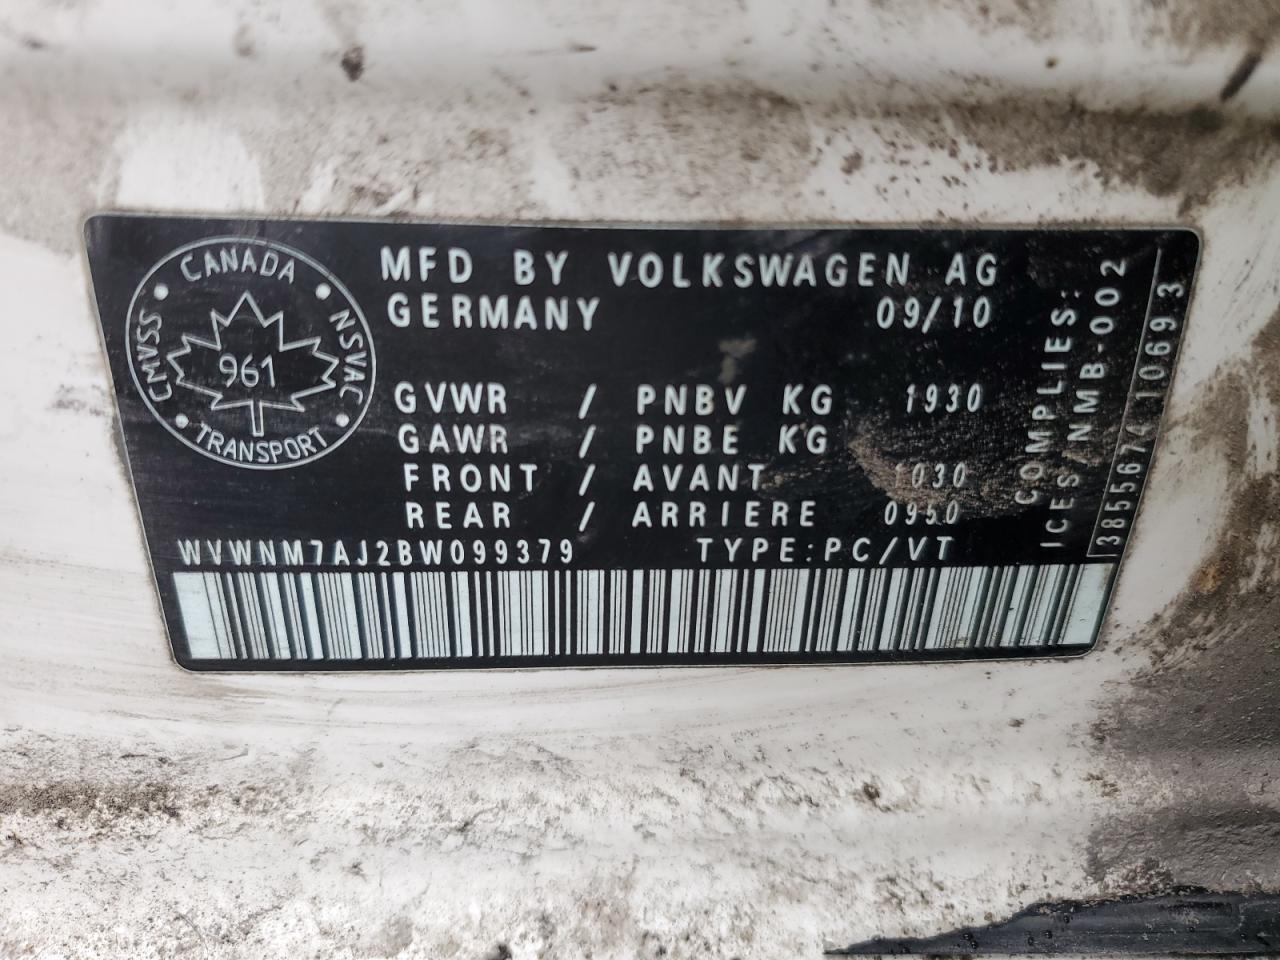 CANADA
CMVSS
NSVAC
961
TRANSPORT
MFD BY VOLKSWAGEN AG
GERMANY 09/10
GVWR / PNBV KG 1930
GAWR / PNBE KG
FRONT / AVANT 1030
REAR / ARRIERE 0950
WVWNM7AJ2BW099379 TYPE:PC/VT
COMPLIES:
ICES/NMB-002
10693